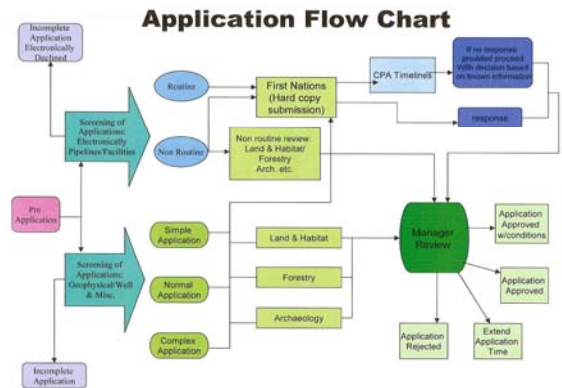 Application Flow Chart
Incomplete
Application
Electronically
Declined
Screening of
Applications:
Electronically
Pipelines/Facilities
Routine
Non Routine
First Nations
(Hard copy
submission)
CPA Timelines
If no response
provided proceed
With decision based
on known information
response
Non routine review:
Land & Habitat/
Forestry
Arch. etc.
Pre
Application
Screening of
Applications:
Geophysical/Well
& Misc.
Incomplete
Application
Simple
Application
Normal
Application
Complex
Application
Land & Habitat
Forestry
Archaeology
Manager
Review
Application
Approved
w/conditions
Application
Approved
Extend
Application
Time
Application
Rejected